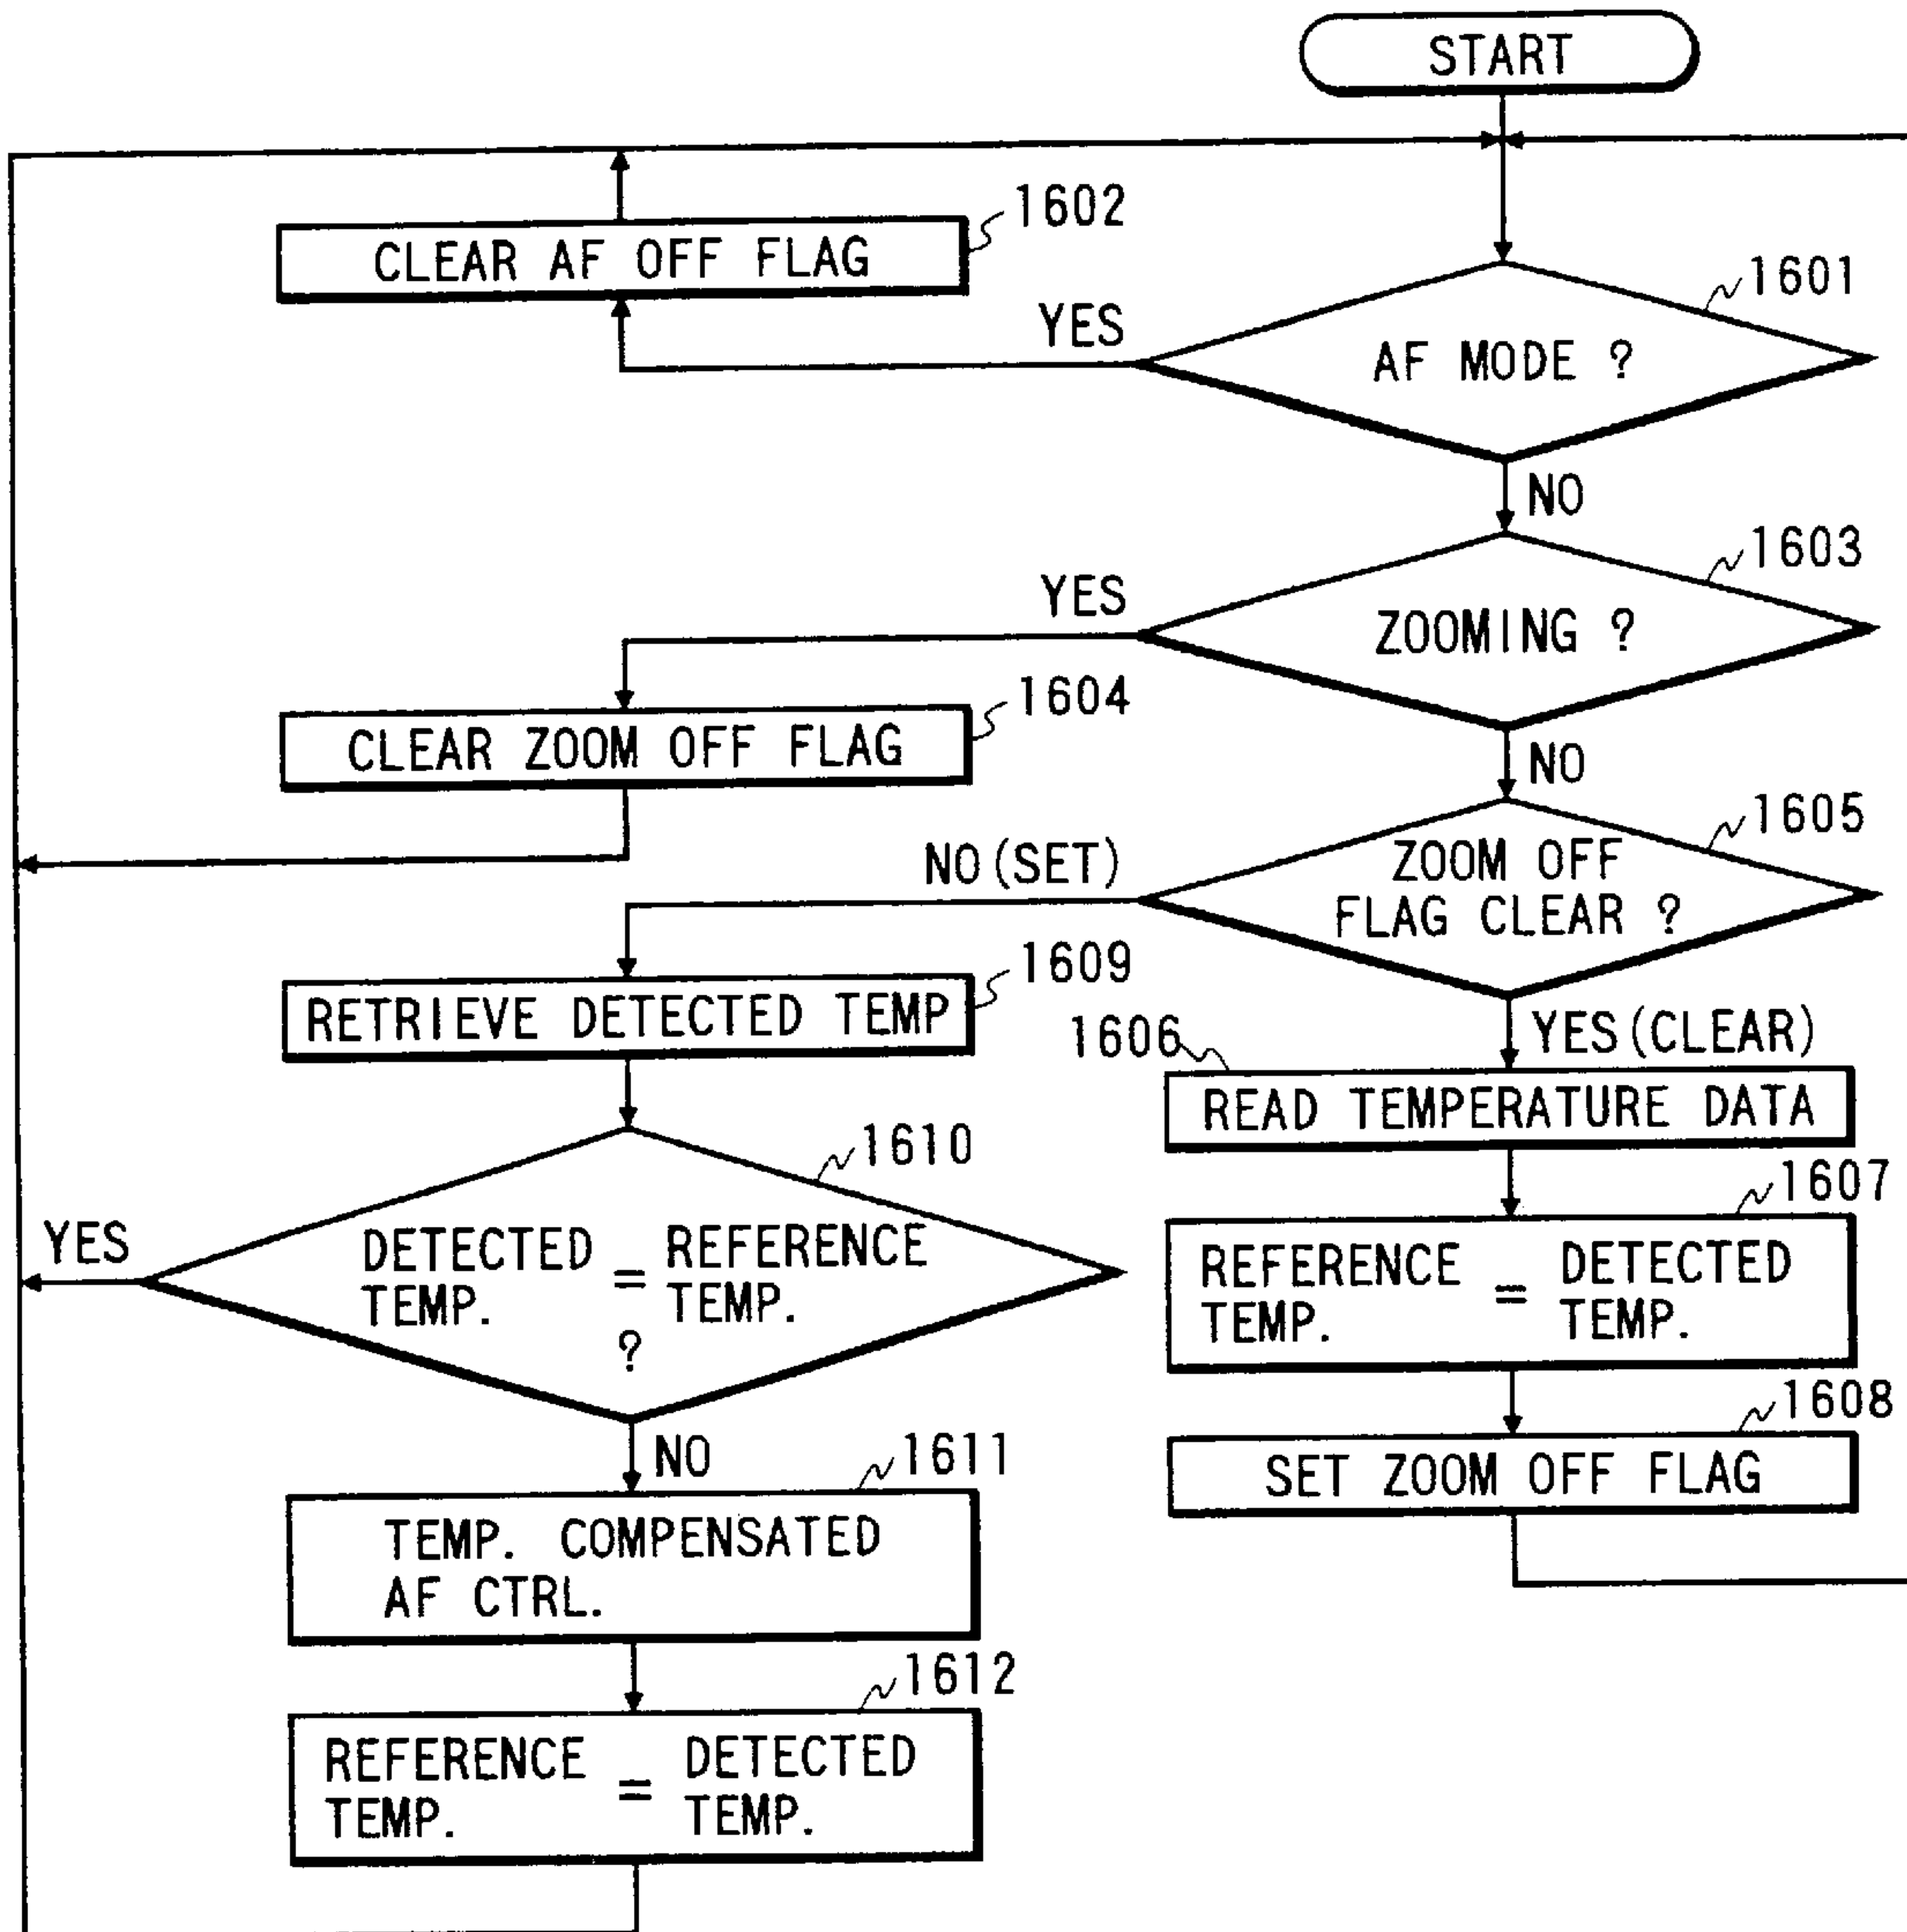 START
1602
CLEAR AF OFF FLAG
1601
YES
AF MODE ?
NO
1603
YES
ZOOMING ?
1604
CLEAR ZOOM OFF FLAG
NO
1605
NO (SET)
ZOOM OFF
FLAG CLEAR ?
1609
RETRIEVE DETECTED TEMP
1606
YES (CLEAR)
READ TEMPERATURE DATA
1610
YES
DETECTED = REFERENCE
TEMP. TEMP.
?
1607
REFERENCE = DETECTED
TEMP. TEMP.
1608
SET ZOOM OFF FLAG
NO
1611
TEMP. COMPENSATED
AF CTRL.
1612
REFERENCE = DETECTED
TEMP. TEMP.